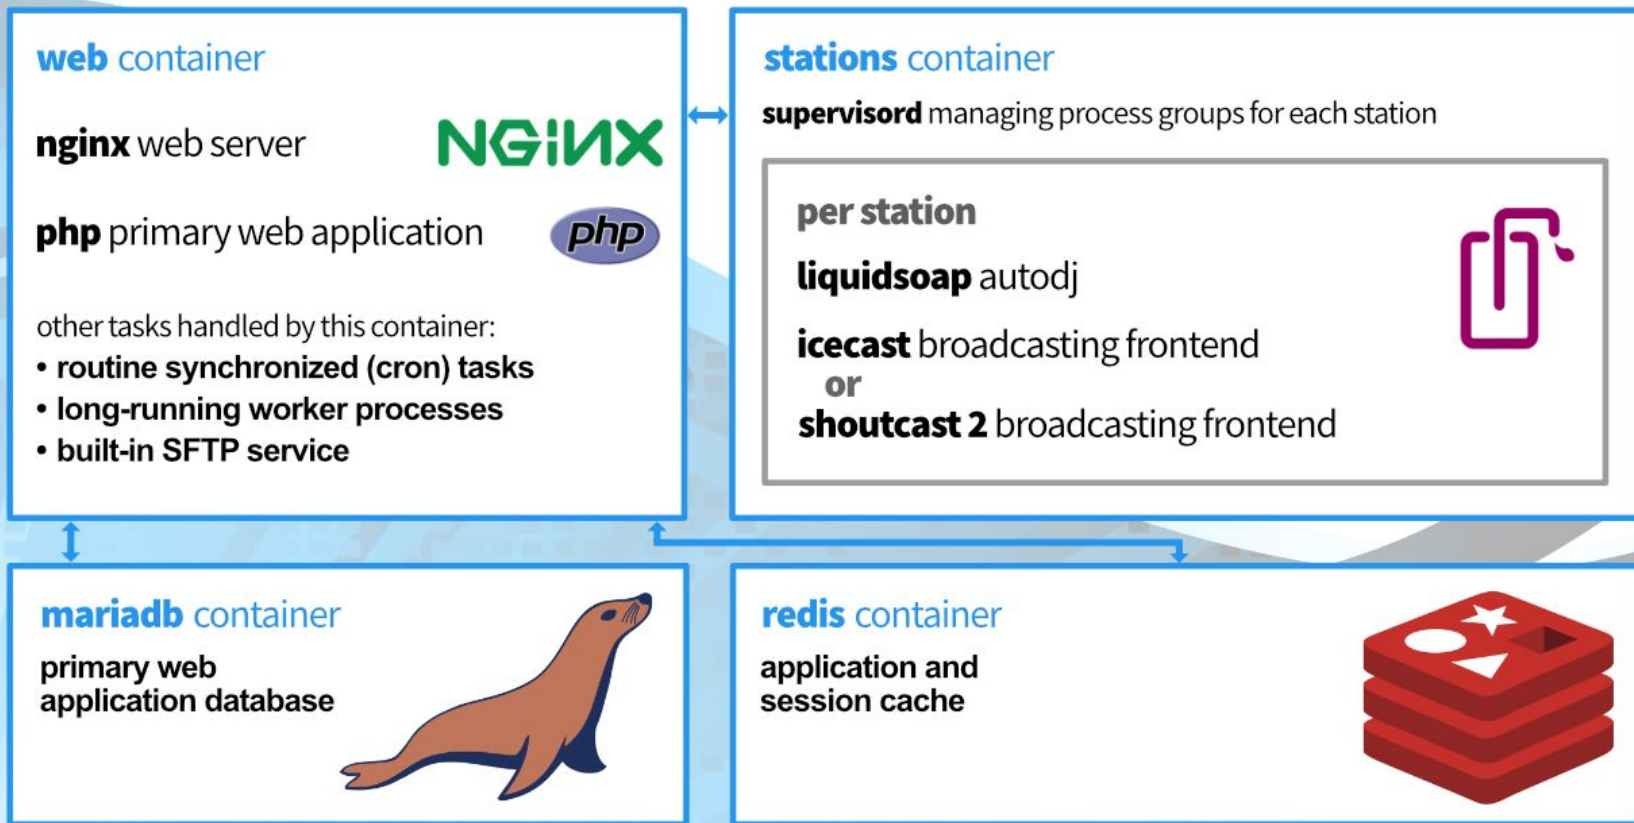 web container
nginx web server
NGINX
php primary web application
php
other tasks handled by this container:
• routine synchronized (cron) tasks
• long-running worker processes
• built-in SFTP service
stations container
supervisord managing process groups for each station
per station
liquidsoap autodj
icecast broadcasting frontend
or
shoutcast 2 broadcasting frontend
mariadb container
primary web
application database
redis container
application and
session cache